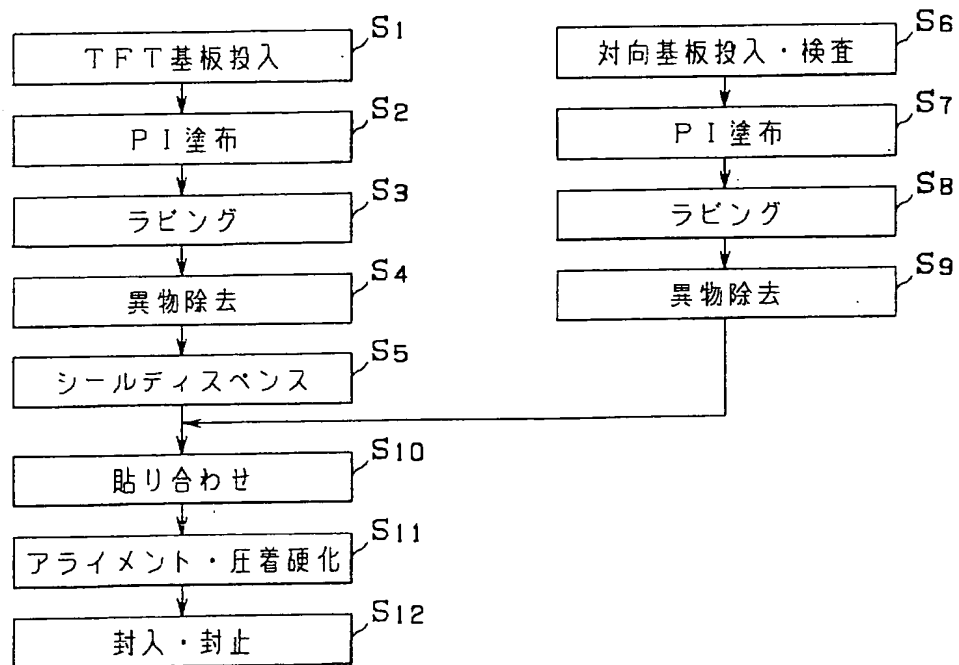 S1
TFT基板投入
S2
PI塗布
S3
ラビング
S4
異物除去
S5
シールディスペンス
S6
対向基板投入・検査
S7
PI塗布
S8
ラビング
S9
異物除去
S10
貼り合わせ
S11
アライメント・圧着硬化
S12
封入・封止